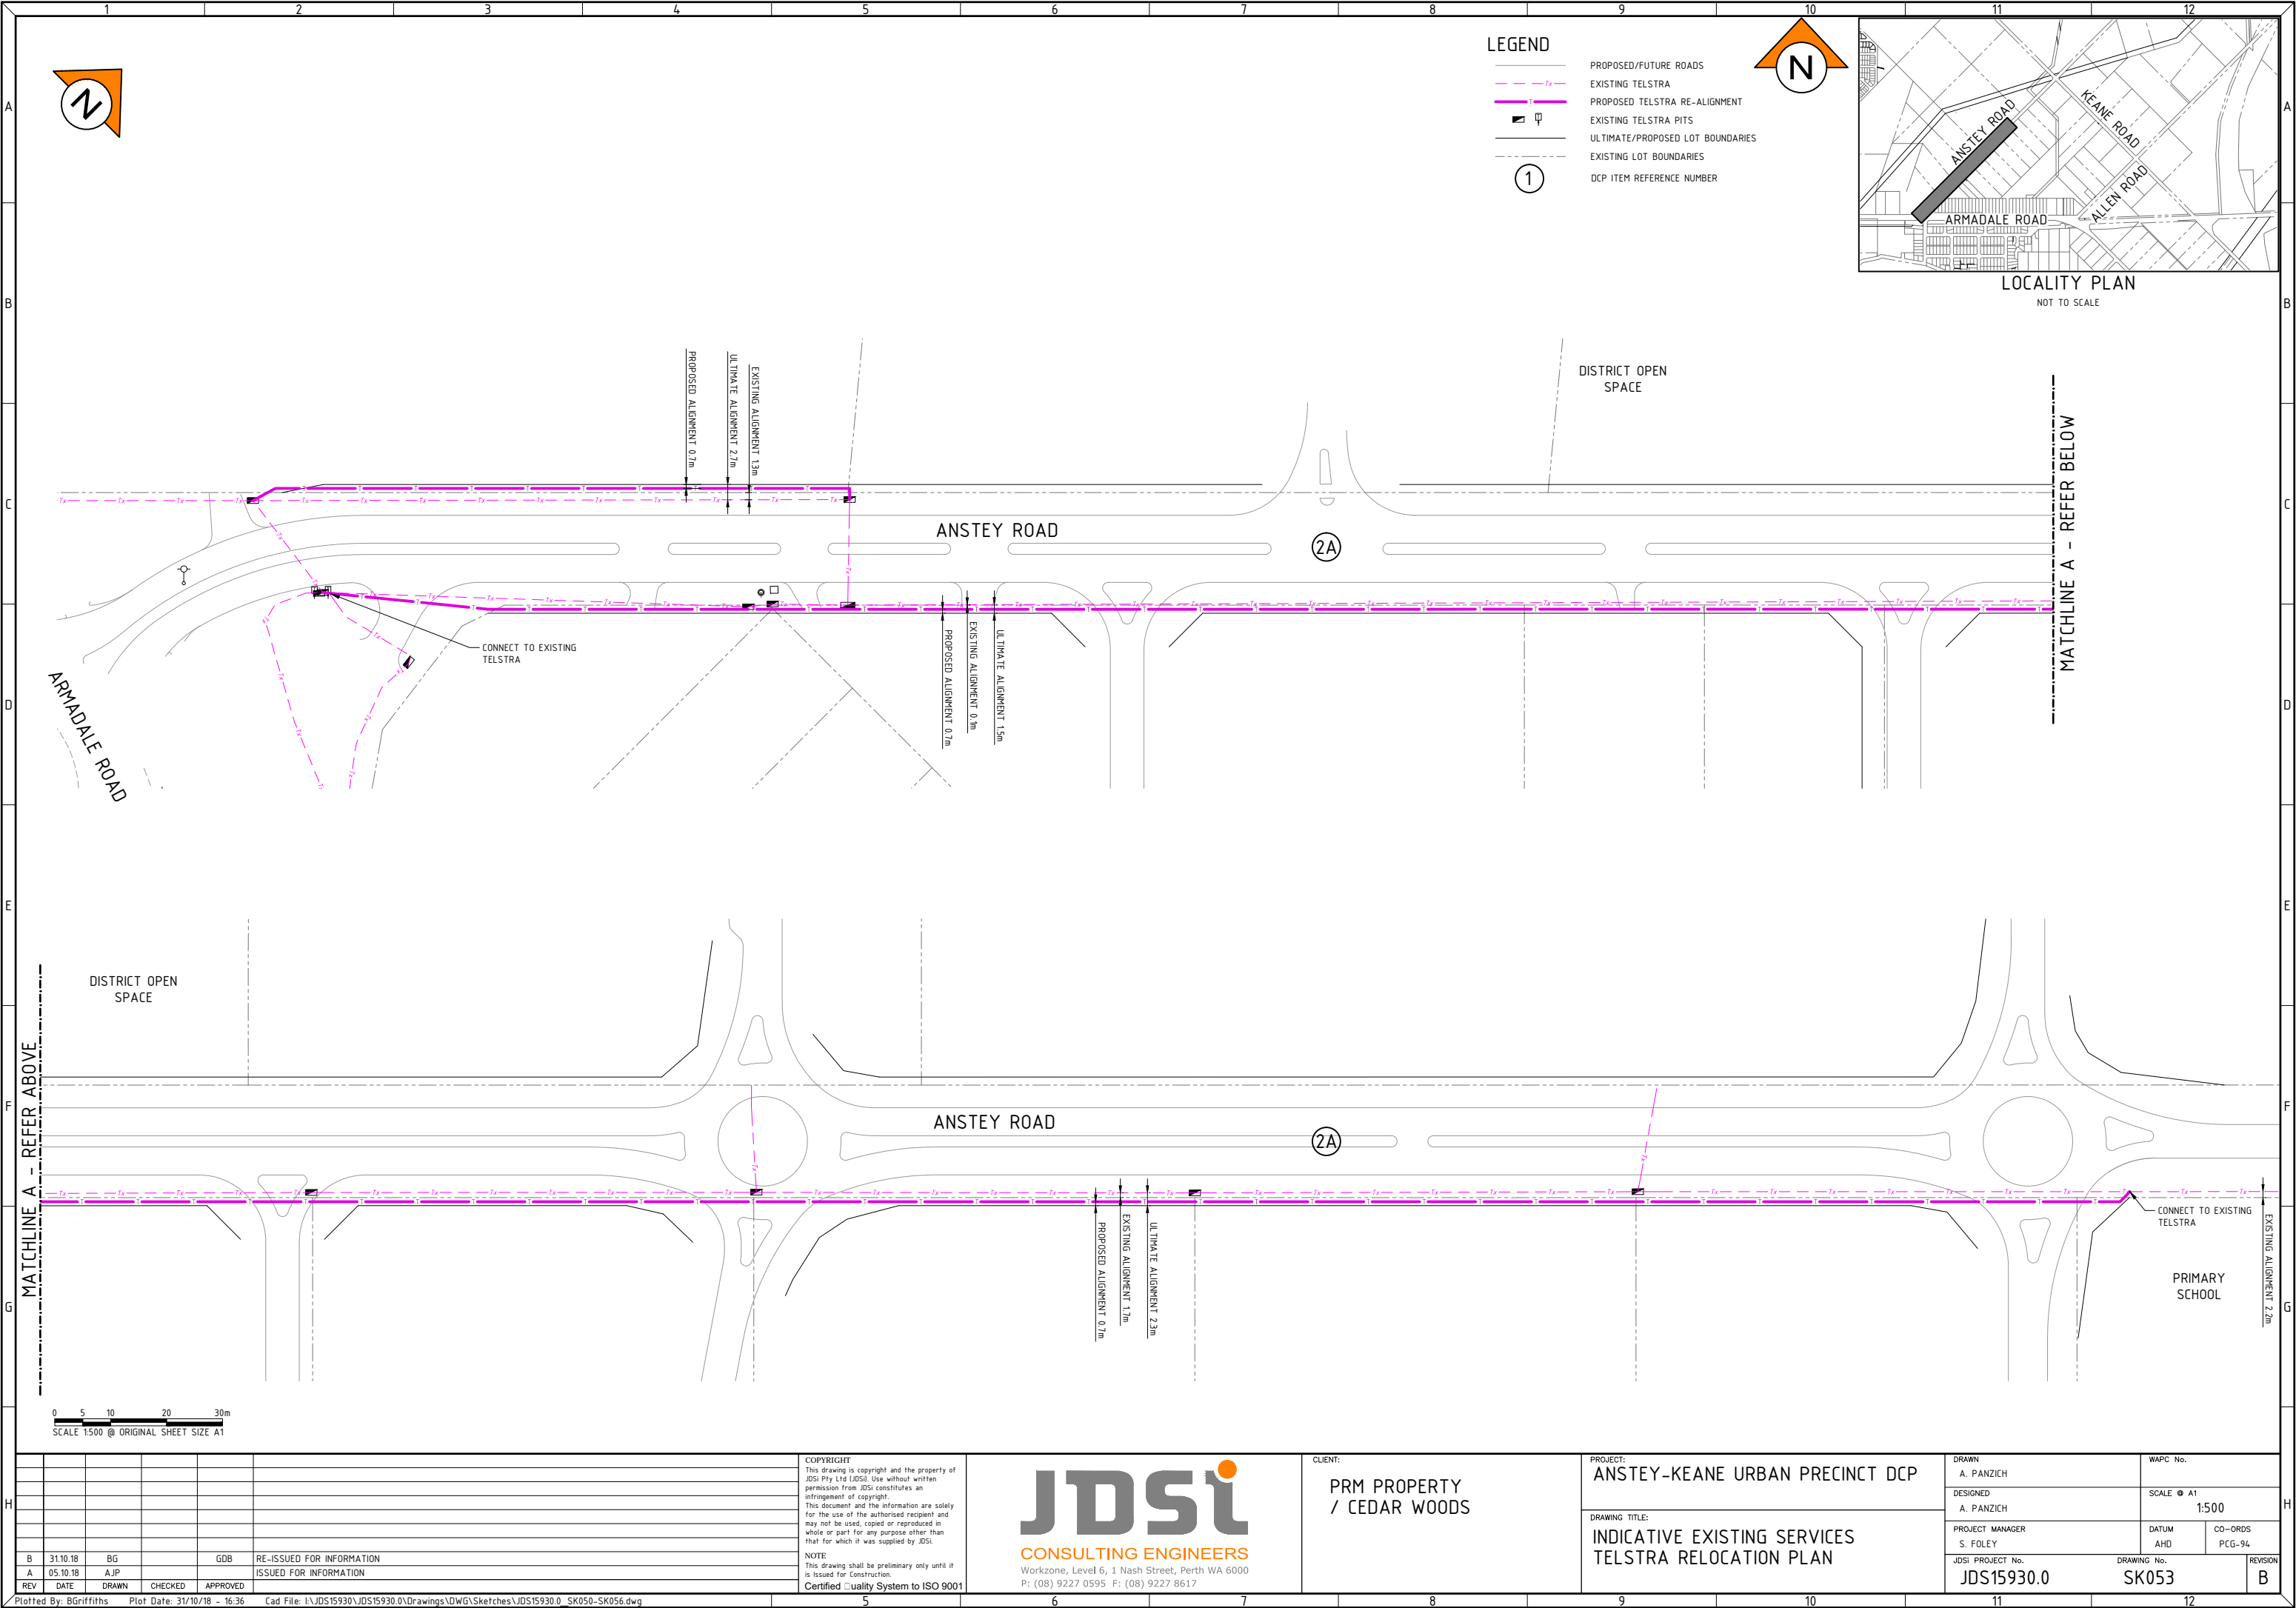 1 2 3 4 5 6 7 8 9 10 11 12
A
B
C
D
E
F
G
H
N
LEGEND
PROPOSED/FUTURE ROADS
EXISTING TELSTRA
PROPOSED TELSTRA RE-ALIGNMENT
EXISTING TELSTRA PITS
ULTIMATE/PROPOSED LOT BOUNDARIES
EXISTING LOT BOUNDARIES
1
DCP ITEM REFERENCE NUMBER
N
ANSTEY ROAD
KEANE ROAD
ALLEN ROAD
ARMADALE ROAD
LOCALITY PLAN
NOT TO SCALE
PROPOSED ALIGNMENT 0.7m
ULTIMATE ALIGNMENT 2.7m
EXISTING ALIGNMENT 1.3m
DISTRICT OPEN
SPACE
MATCHLINE A - REFER BELOW
ANSTEY ROAD
2A
CONNECT TO EXISTING
TELSTRA
PROPOSED ALIGNMENT 0.7m
EXISTING ALIGNMENT 0.1m
ULTIMATE ALIGNMENT 1.5m
ARMADALE ROAD
DISTRICT OPEN
SPACE
MATCHLINE A - REFER ABOVE
ANSTEY ROAD
2A
PROPOSED ALIGNMENT 0.7m
EXISTING ALIGNMENT 1.7m
ULTIMATE ALIGNMENT 2.3m
CONNECT TO EXISTING
TELSTRA
EXISTING ALIGNMENT 2.2m
PRIMARY
SCHOOL
0 5 10 20 30m
SCALE 1:500 @ ORIGINAL SHEET SIZE A1
B 31.10.18 BG GDB RE-ISSUED FOR INFORMATION
A 05.10.18 AJP ISSUED FOR INFORMATION
REV DATE DRAWN CHECKED APPROVED
COPYRIGHT
This drawing is copyright and the property of
JDSi Pty Ltd (JDSi). Use without written
permission from JDSi constitutes an
infringement of copyright.
This document and the information are solely
for the use of the authorised recipient and
may not be used, copied or reproduced in
whole or part for any purpose other than
that for which it was supplied by JDSi.
NOTE
This drawing shall be preliminary only until it
is Issued for Construction.
Certified □uality System to ISO 9001
JDSi
CONSULTING ENGINEERS
Workzone, Level 6, 1 Nash Street, Perth WA 6000
P: (08) 9227 0595 F: (08) 9227 8617
CLIENT:
PRM PROPERTY
/ CEDAR WOODS
PROJECT:
ANSTEY-KEANE URBAN PRECINCT DCP
DRAWING TITLE:
INDICATIVE EXISTING SERVICES
TELSTRA RELOCATION PLAN
DRAWN
A. PANZICH
WAPC No.
DESIGNED
A. PANZICH
SCALE @ A1
1:500
PROJECT MANAGER
S. FOLEY
DATUM
AHD
CO-ORDS
PCG-94
JDSi PROJECT No.
JDS15930.0
DRAWING No.
SK053
REVISION
B
Plotted By: BGriffiths Plot Date: 31/10/18 - 16:36 Cad File: I:\JDS15930\JDS15930.0\Drawings\DWG\Sketches\JDS15930.0_SK050-SK056.dwg
5 6 7 8 9 10 11 12